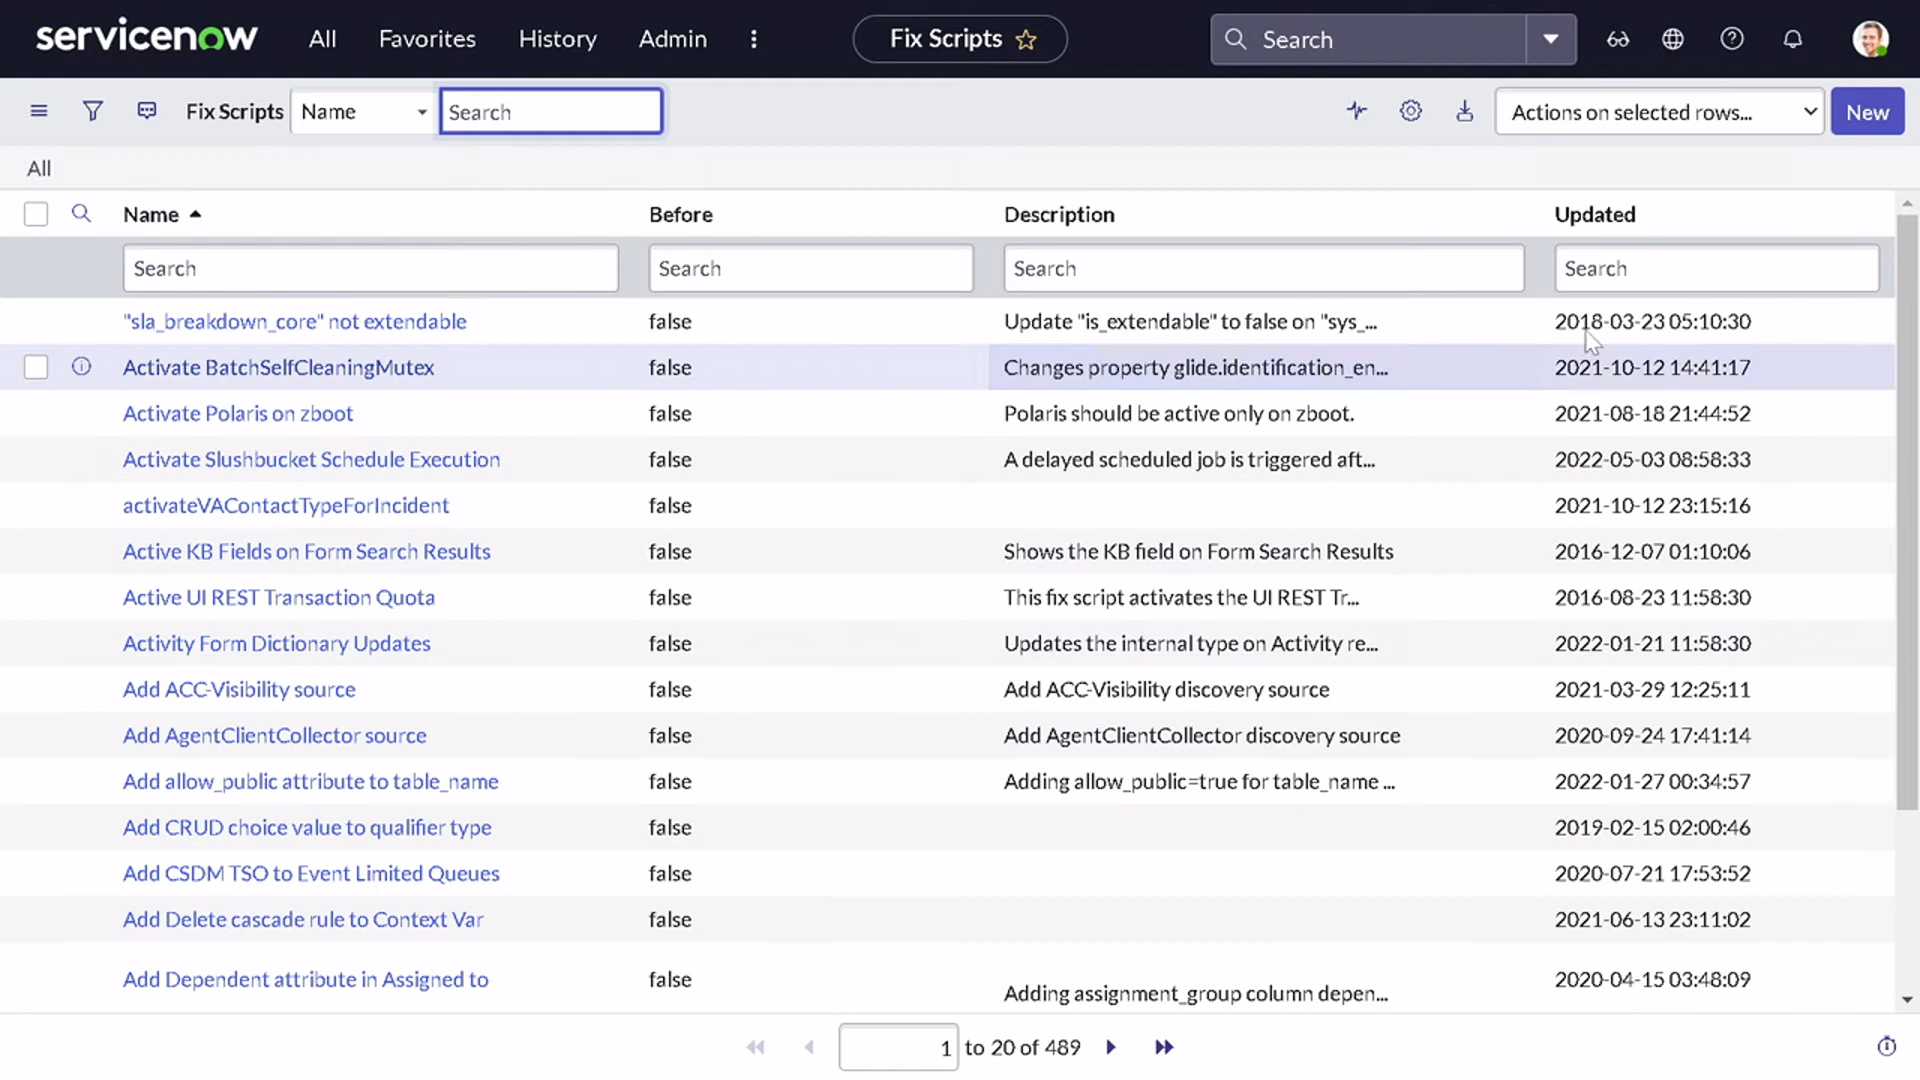 servicenow All Favorites History Admin Fix Scripts Search
Fix Scripts Name Search Actions on selected rows... New
All
Name Before Description Updated
Search Search Search Search
"sla_breakdown_core" not extendable false Update "is_extendable" to false on "sys_... 2018-03-23 05:10:30
Activate BatchSelfCleaningMutex false Changes property glide.identification_en... 2021-10-12 14:41:17
Activate Polaris on zboot false Polaris should be active only on zboot. 2021-08-18 21:44:52
Activate Slushbucket Schedule Execution false A delayed scheduled job is triggered aft... 2022-05-03 08:58:33
activateVAContactTypeForIncident false 2021-10-12 23:15:16
Active KB Fields on Form Search Results false Shows the KB field on Form Search Results 2016-12-07 01:10:06
Active UI REST Transaction Quota false This fix script activates the UI REST Tr... 2016-08-23 11:58:30
Activity Form Dictionary Updates false Updates the internal type on Activity re... 2022-01-21 11:58:30
Add ACC-Visibility source false Add ACC-Visibility discovery source 2021-03-29 12:25:11
Add AgentClientCollector source false Add AgentClientCollector discovery source 2020-09-24 17:41:14
Add allow_public attribute to table_name false Adding allow_public=true for table_name ... 2022-01-27 00:34:57
Add CRUD choice value to qualifier type false 2019-02-15 02:00:46
Add CSDM TSO to Event Limited Queues false 2020-07-21 17:53:52
Add Delete cascade rule to Context Var false 2021-06-13 23:11:02
Add Dependent attribute in Assigned to false Adding assignment_group column depen... 2020-04-15 03:48:09
1 to 20 of 489